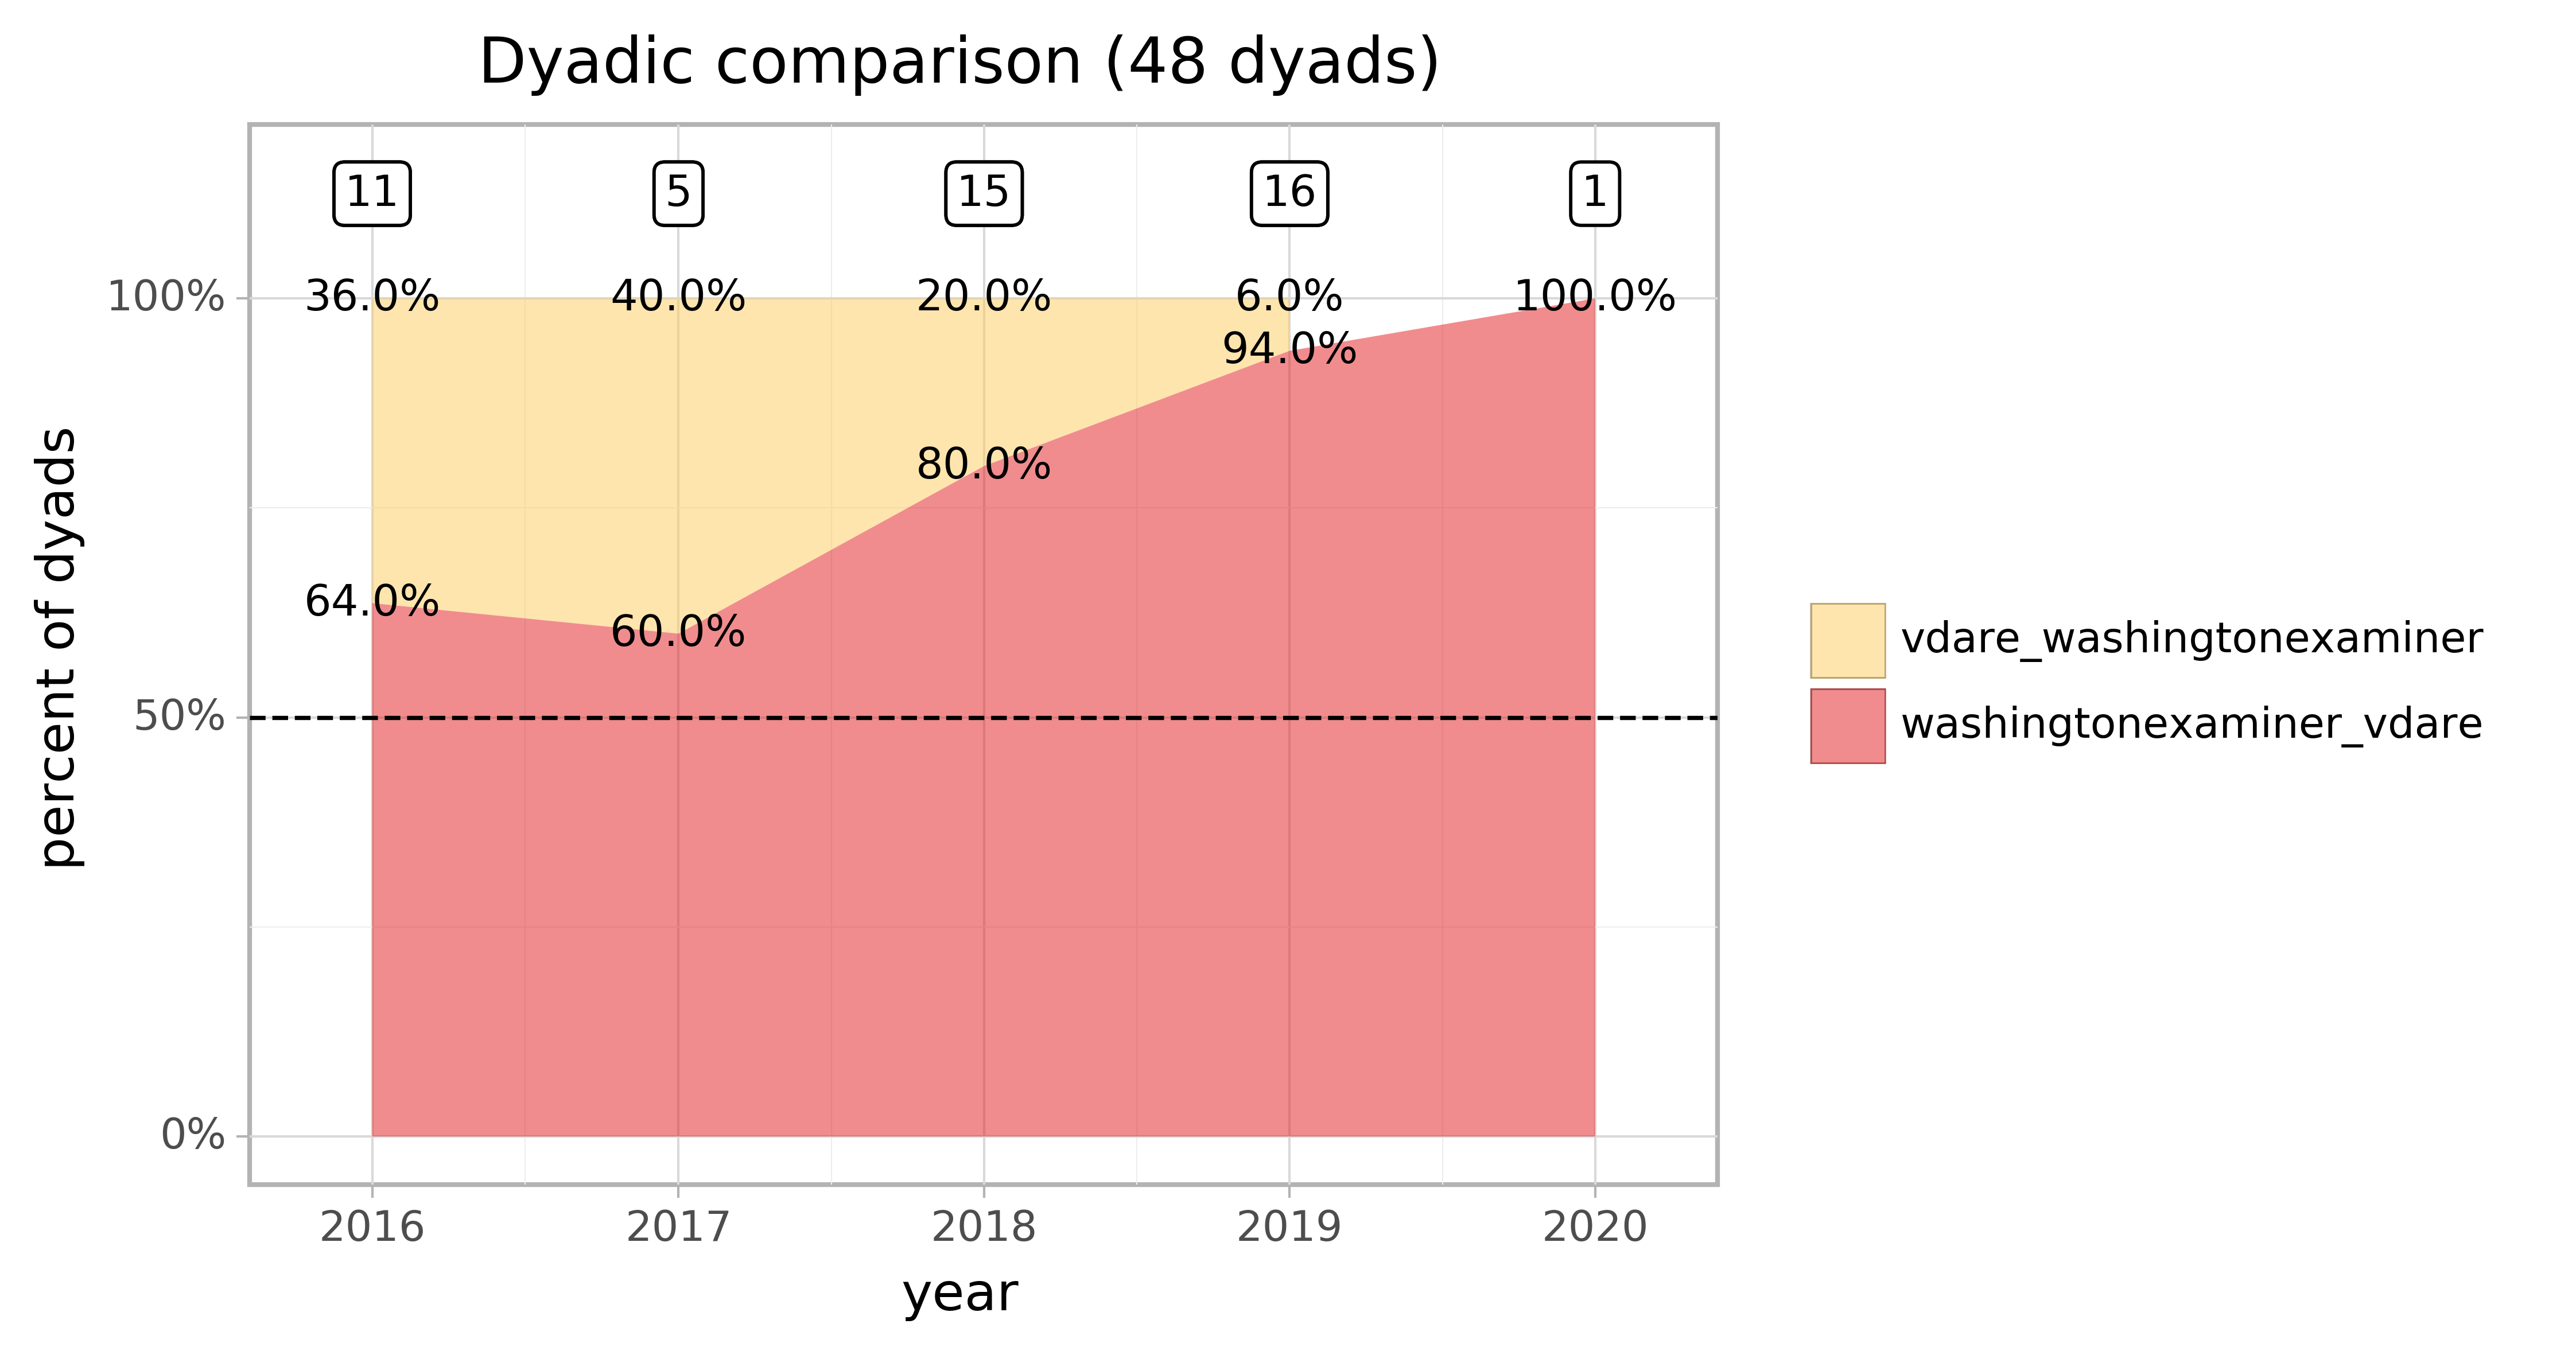 Dyadic comparison (48 dyads)
11 5 15 16 1
100% 36.0% 40.0% 20.0% 6.0% 100.0%
94.0%
80.0%
64.0%
60.0%
50%
0%
percent of dyads
2016 2017 2018 2019 2020
year
vdare_washingtonexaminer
washingtonexaminer_vdare